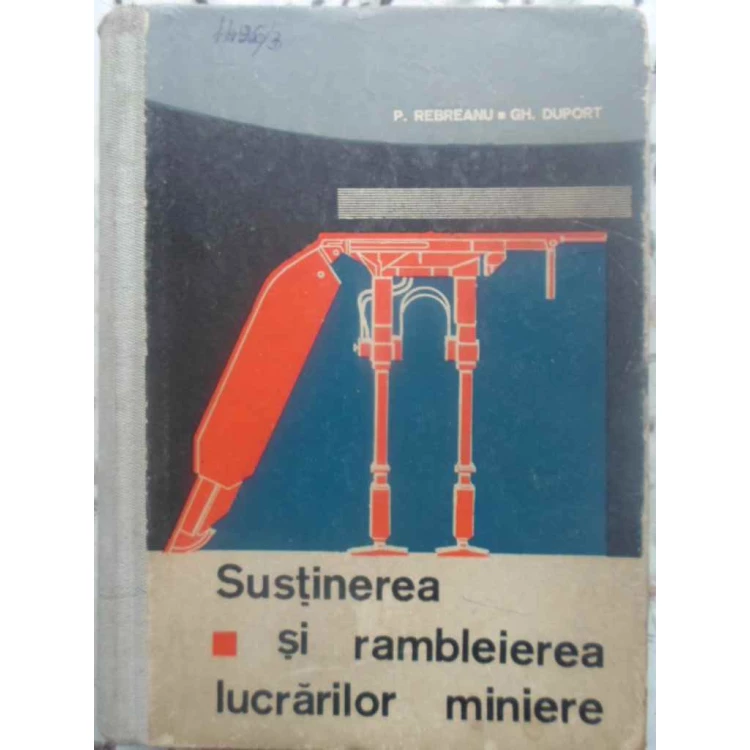 P. REBREANU ▪ GH. DUPORT
Susținerea
și rambleierea
lucrărilor miniere